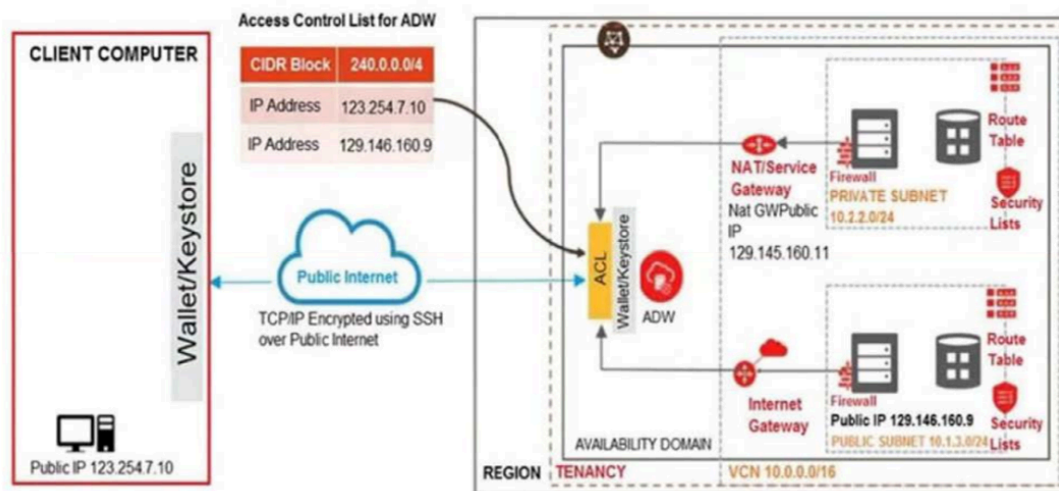 Access Control List for ADW
CIDR Block 240.0.0.0/4
IP Address 123.254.7.10
IP Address 129.146.160.9
CLIENT COMPUTER
Wallet/Keystore
Public IP 123.254.7.10
Public Internet
TCP/IP Encrypted using SSH
over Public Internet
ACL
Wallet/Keystore
ADW
NAT/Service
Gateway
Nat GWPublic
IP
129.145.160.11
Firewall
PRIVATE SUBNET
10.2.2.0/24
Route
Table
Security
Lists
Internet
Gateway
Firewall
Public IP 129.146.160.9
PUBLIC SUBNET 10.1.3.0/24
Route
Table
Security
Lists
AVAILABILITY DOMAIN
REGION
TENANCY
VCN 10.0.0.0/16